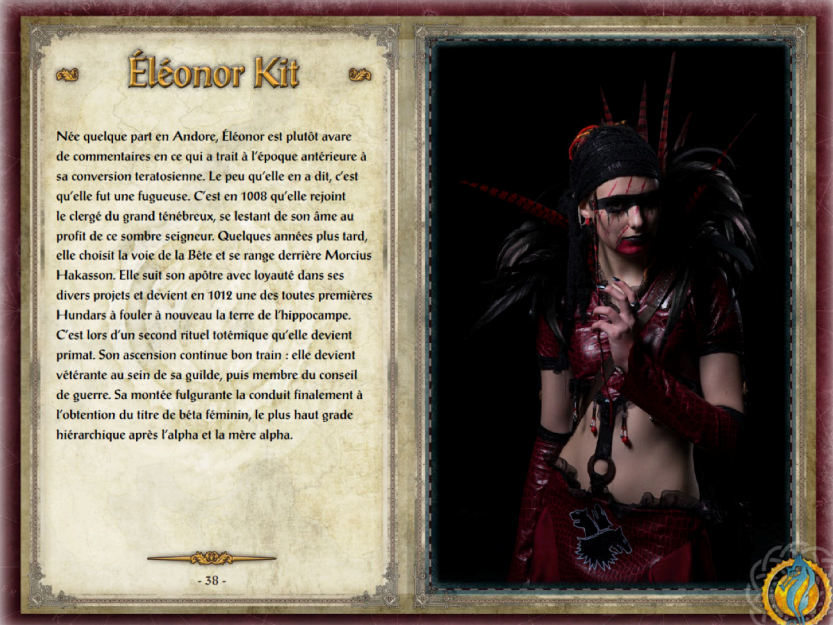 Éléonor Kit
Née quelque part en Andore, Éléonor est plutôt avare
de commentaires en ce qui a trait à l'époque antérieure à
sa conversion teratosienne. Le peu qu'elle en a dit, c'est
qu'elle fut une fugueuse. C'est en 1008 qu'elle rejoint
le clergé du grand ténébreux, se lestant de son âme au
profit de ce sombre seigneur. Quelques années plus tard,
elle choisit la voie de la Bête et se range derrière Morcius
Hakasson. Elle suit son apôtre avec loyauté dans ses
divers projets et devient en 1012 une des toutes premières
Hundars à fouler à nouveau la terre de l'hippocampe.
C'est lors d'un second rituel totémique qu'elle devient
primat. Son ascension continue bon train : elle devient
vétérante au sein de sa guilde, puis membre du conseil
de guerre. Sa montée fulgurante la conduit finalement à
l'obtention du titre de bêta féminin, le plus haut grade
hiérarchique après l'alpha et la mère alpha.
- 38 -